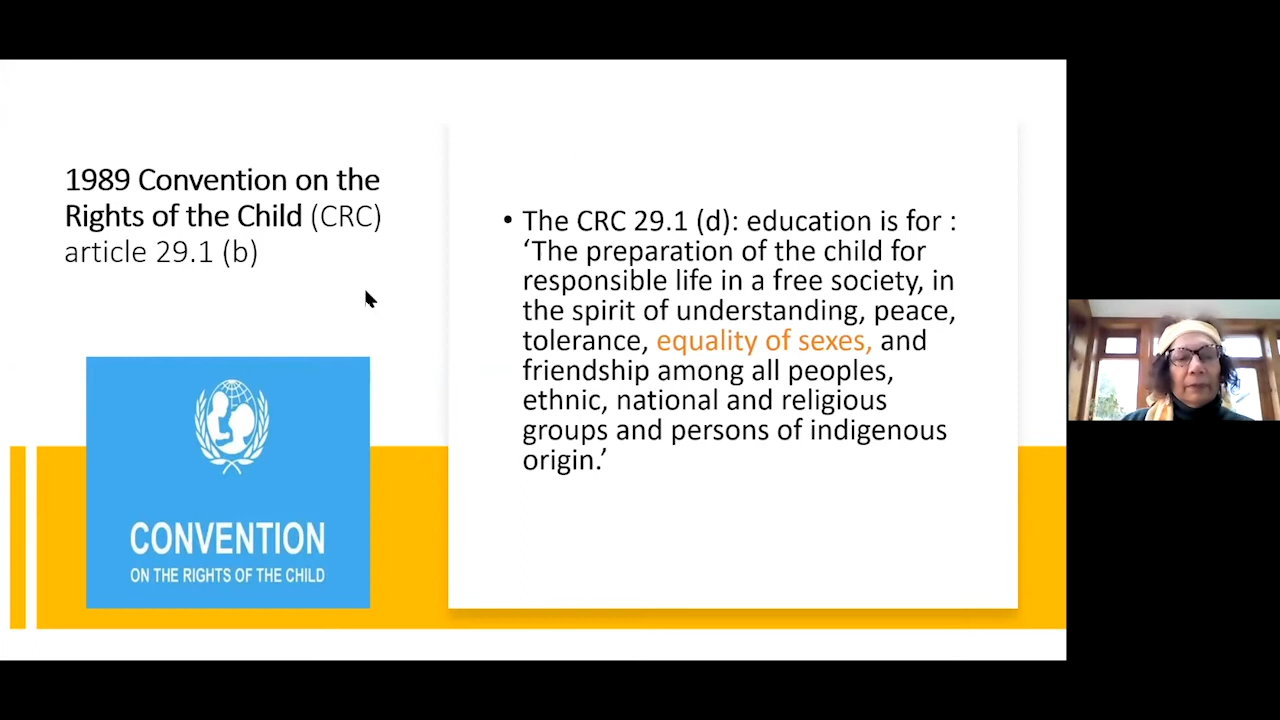 1989 Convention on the
Rights of the Child (CRC)
article 29.1 (b)
CONVENTION
ON THE RIGHTS OF THE CHILD
• The CRC 29.1 (d): education is for :
‘The preparation of the child for
responsible life in a free society, in
the spirit of understanding, peace,
tolerance, equality of sexes, and
friendship among all peoples,
ethnic, national and religious
groups and persons of indigenous
origin.’